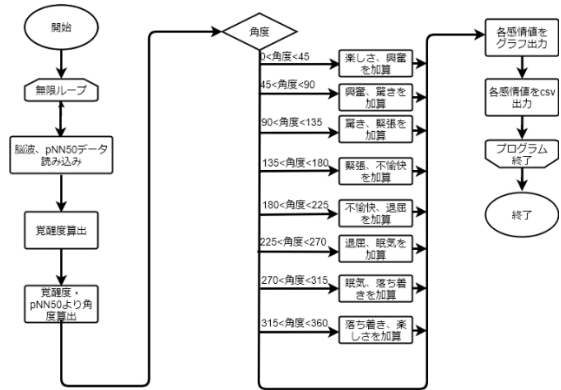 開始
無限ループ
脳波、pNN50データ
読み込み
覚醒度算出
覚醒度・
pNN50より角
度算出
角度
0<角度<45
楽しさ、興奮
を加算
45<角度<90
興奮、驚きを
加算
90<角度<135
驚き、緊張を
加算
135<角度<180
緊張、不愉快
を加算
180<角度<225
不愉快、退屈
を加算
225<角度<270
退屈、眠気を
加算
270<角度<315
眠気、落ち着
きを加算
315<角度<360
落ち着き、楽
しさを加算
各感情値を
グラフ出力
各感情値をcsv
出力
プログラム
終了
終了